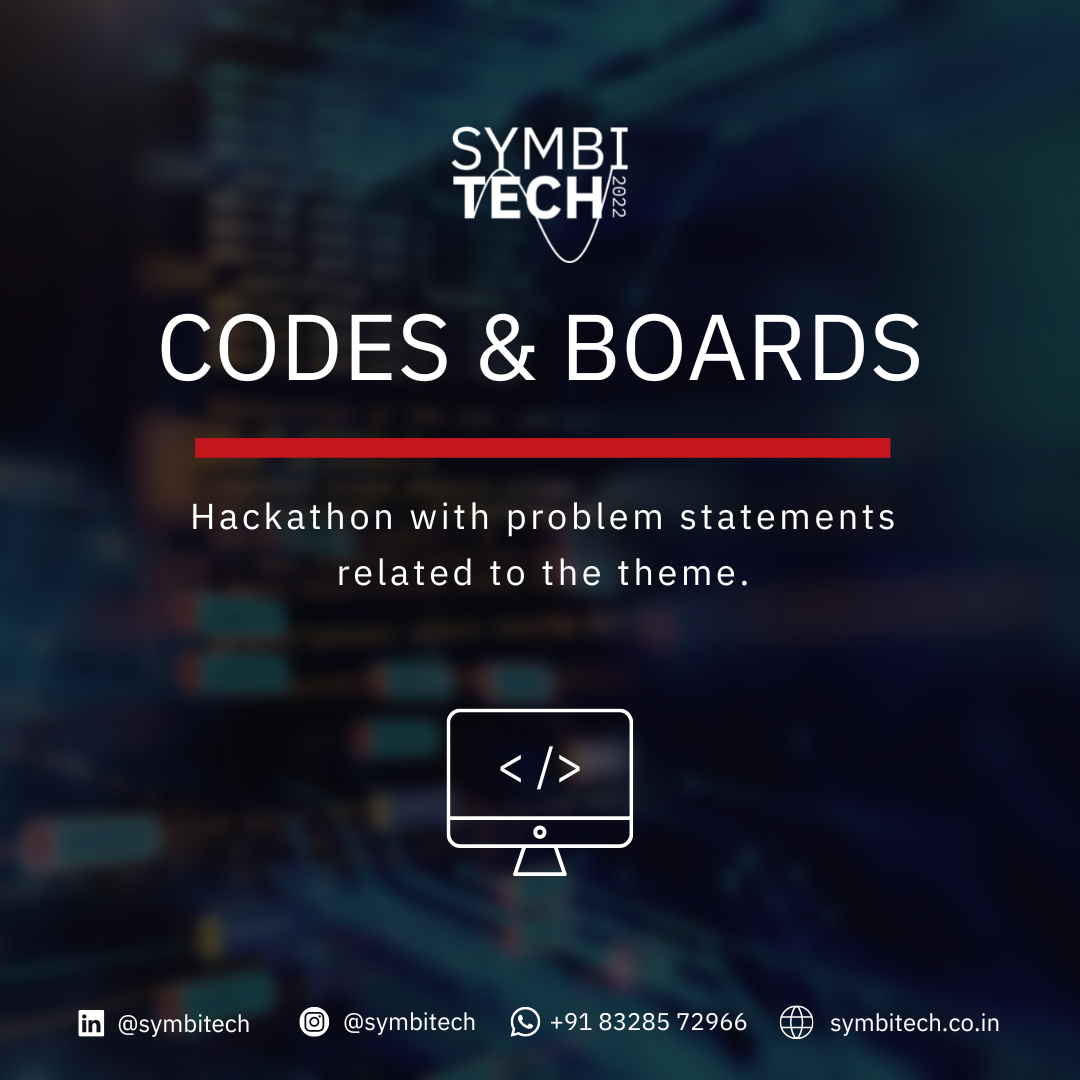 SYMBI
TECH 2022
CODES & BOARDS
Hackathon with problem statements
related to the theme.
< />
@symbitech @symbitech +91 83285 72966 symbitech.co.in